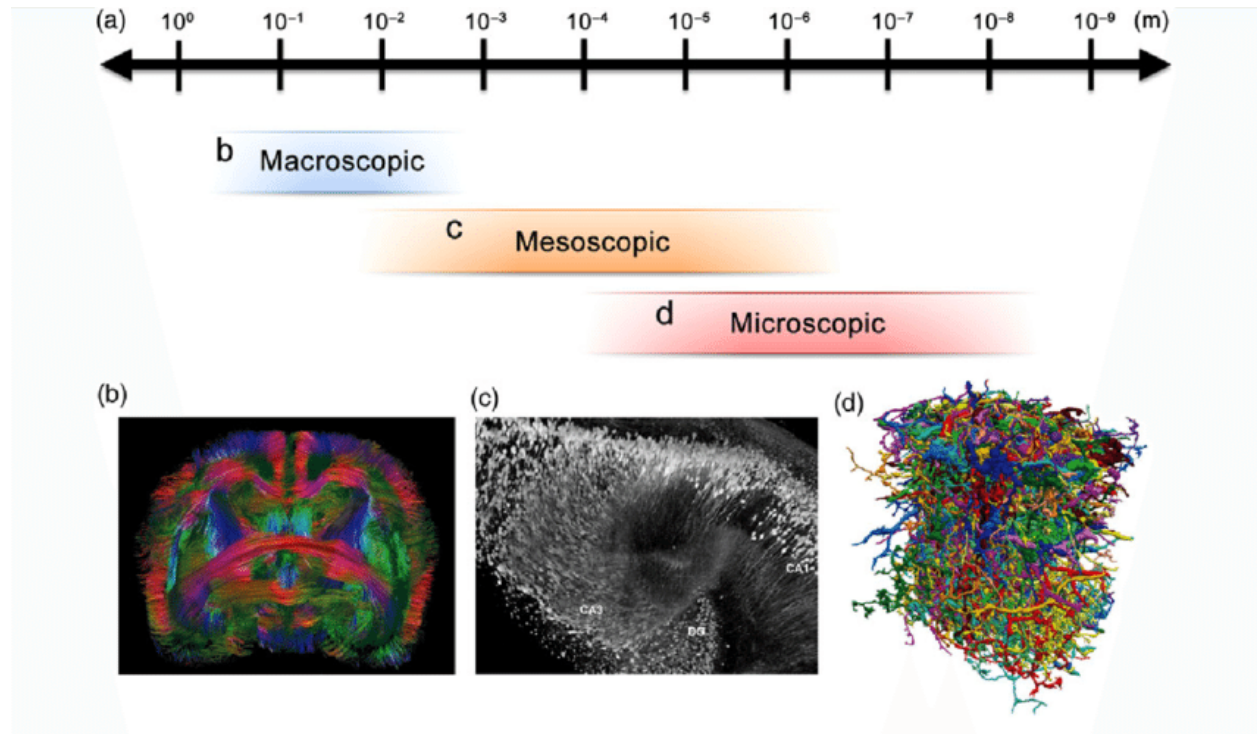 (a) 10⁰ 10⁻¹ 10⁻² 10⁻³ 10⁻⁴ 10⁻⁵ 10⁻⁶ 10⁻⁷ 10⁻⁸ 10⁻⁹ (m)
b Macroscopic
c Mesoscopic
d Microscopic
(b)
(c)
(d)
CA1
CA3
DG